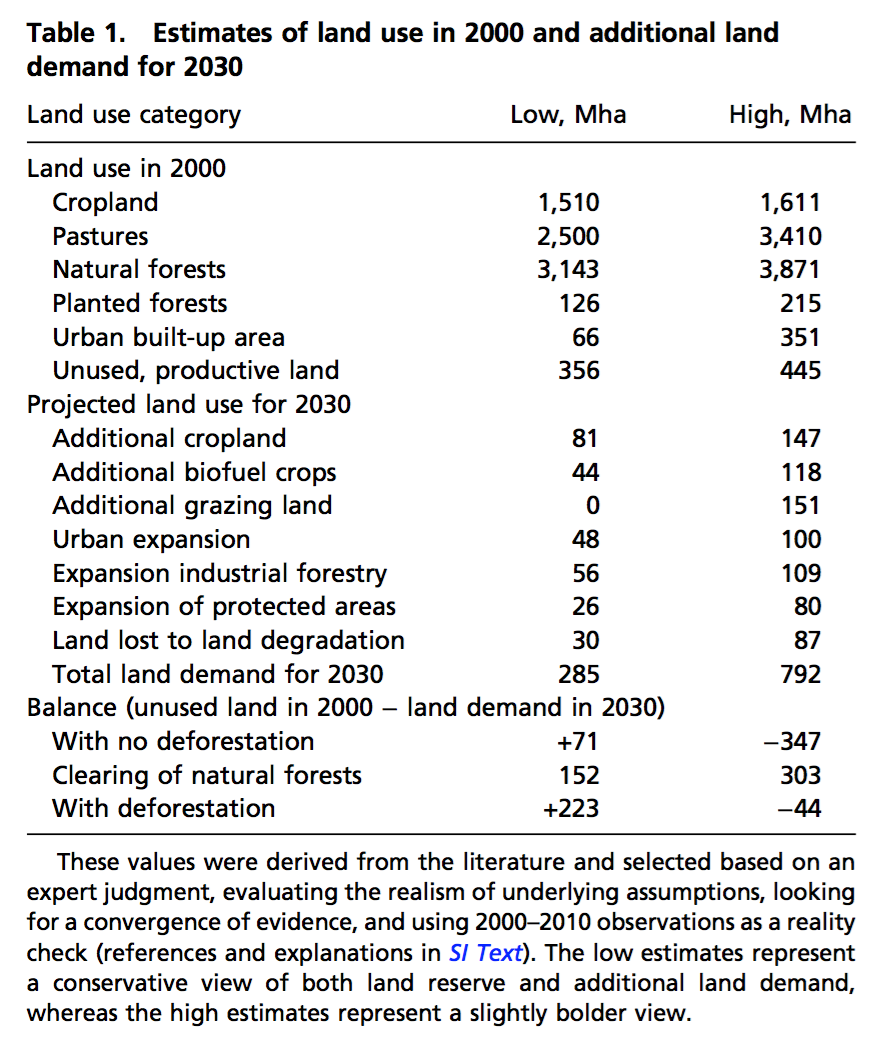 Table 1. Estimates of land use in 2000 and additional land
demand for 2030
Land use category Low, Mha High, Mha
Land use in 2000
Cropland 1,510 1,611
Pastures 2,500 3,410
Natural forests 3,143 3,871
Planted forests 126 215
Urban built-up area 66 351
Unused, productive land 356 445
Projected land use for 2030
Additional cropland 81 147
Additional biofuel crops 44 118
Additional grazing land 0 151
Urban expansion 48 100
Expansion industrial forestry 56 109
Expansion of protected areas 26 80
Land lost to land degradation 30 87
Total land demand for 2030 285 792
Balance (unused land in 2000 − land demand in 2030)
With no deforestation +71 −347
Clearing of natural forests 152 303
With deforestation +223 −44
These values were derived from the literature and selected based on an
expert judgment, evaluating the realism of underlying assumptions, looking
for a convergence of evidence, and using 2000–2010 observations as a reality
check (references and explanations in SI Text). The low estimates represent
a conservative view of both land reserve and additional land demand,
whereas the high estimates represent a slightly bolder view.